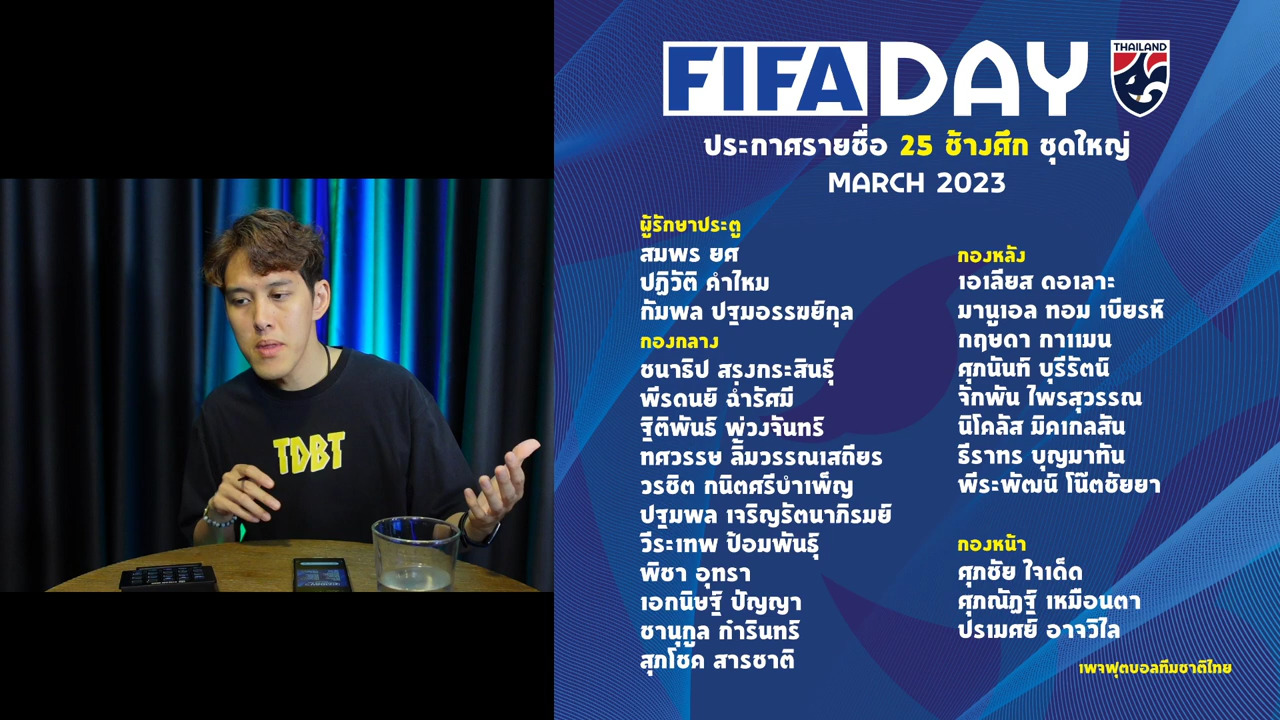 FIFA DAY
THAILAND
ประกาศรายชื่อ 25 ช้างศึก ชุดใหญ่
MARCH 2023
ผู้รักษาประตู
สมพร ยศ
ปฏิวัติ คำไหม
กัมพล ปฐมอรรฆย์กุล
กองกลาง
ชนาธิป สรงกระสินธุ์
พีรดนย์ ฉ่ำรัศมี
ฐิติพันธ์ พ่วงจันทร์
ทศวรรษ ลิ้มวรรณเสถียร
วรชิต กนิตศรีบำเพ็ญ
ปฐมพล เจริญรัตนาภิรมย์
วีระเทพ ป้อมพันธุ์
พิชา อุทรา
เอกนิษฐ์ ปัญญา
ชานุกูล ก๋ารินทร์
สุภโชค สารชาติ
กองหลัง
เอเลียส ดอเลาะ
มานูเอล ทอม เบียรห์
กฤษดา กาแมน
ศุภนันท์ บุรีรัตน์
จักพัน ไพรสุวรรณ
นิโคลัส มิคเกลสัน
ธีราทร บุญมาทัน
พีระพัฒน์ โน๊ตชัยยา
กองหน้า
ศุภชัย ใจเด็ด
ศุภณัฏฐ์ เหมือนตา
ปรเมศย์ อาจวิไล
เพจฟุตบอลทีมชาติไทย
TDBT